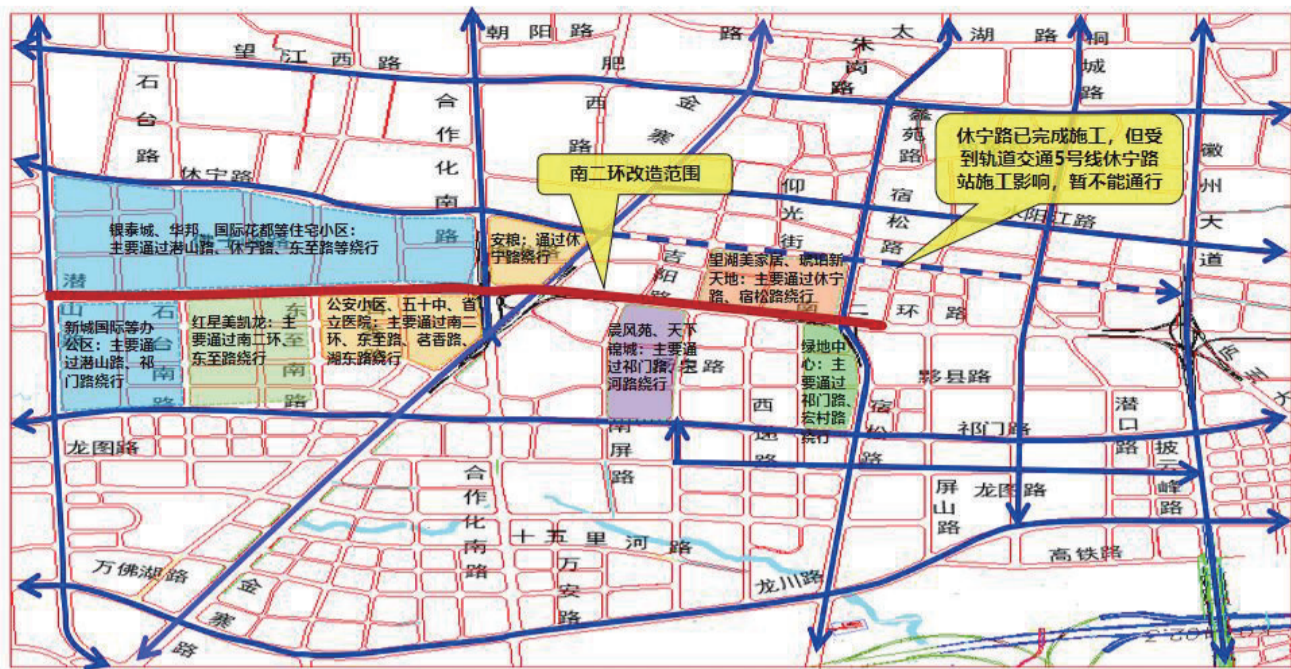 朝阳路
太湖路
桐城路
望江西路
路
肥西路
朱岗路
石台路
合作化南路
金寨
蠡苑路
休宁路已完成施工，但受
到轨道交通5号线休宁路
站施工影响，暂不能通行
徽州大道
南二环改造范围
休宁路
仰光街
宿松路
水阳江路
银泰城、华邦、国际花都等住宅小区：
主要通过潜山路、休宁路、东至路等绕行
安粮：通过休
宁路绕行
望湖美家居、琥珀新
天地：主要通过休宁
路、宿松路绕行
潜山
石台南路
东至南路
二环路
新城国际等办
公区：主要通
过潜山路、祁
门路绕行
红星美凯龙：主
要通过南二环、
东至路绕行
公安小区、五十中、省
立医院：主要通过南二
环、东至路、茗香路、
湖东路绕行
晨风苑、天下
锦城：主要通
过祁门路、
河路绕行
绿地中
心：主
要通过
祁门路、
宏村路
绕行
黟县路
西递路
宿松路
祁门路
潜口路
披云峰路
龙图路
南屏路
合作化南路
屏山路
龙图路
十五里河路
高铁路
万佛湖路
万安路
龙川路
金寨路